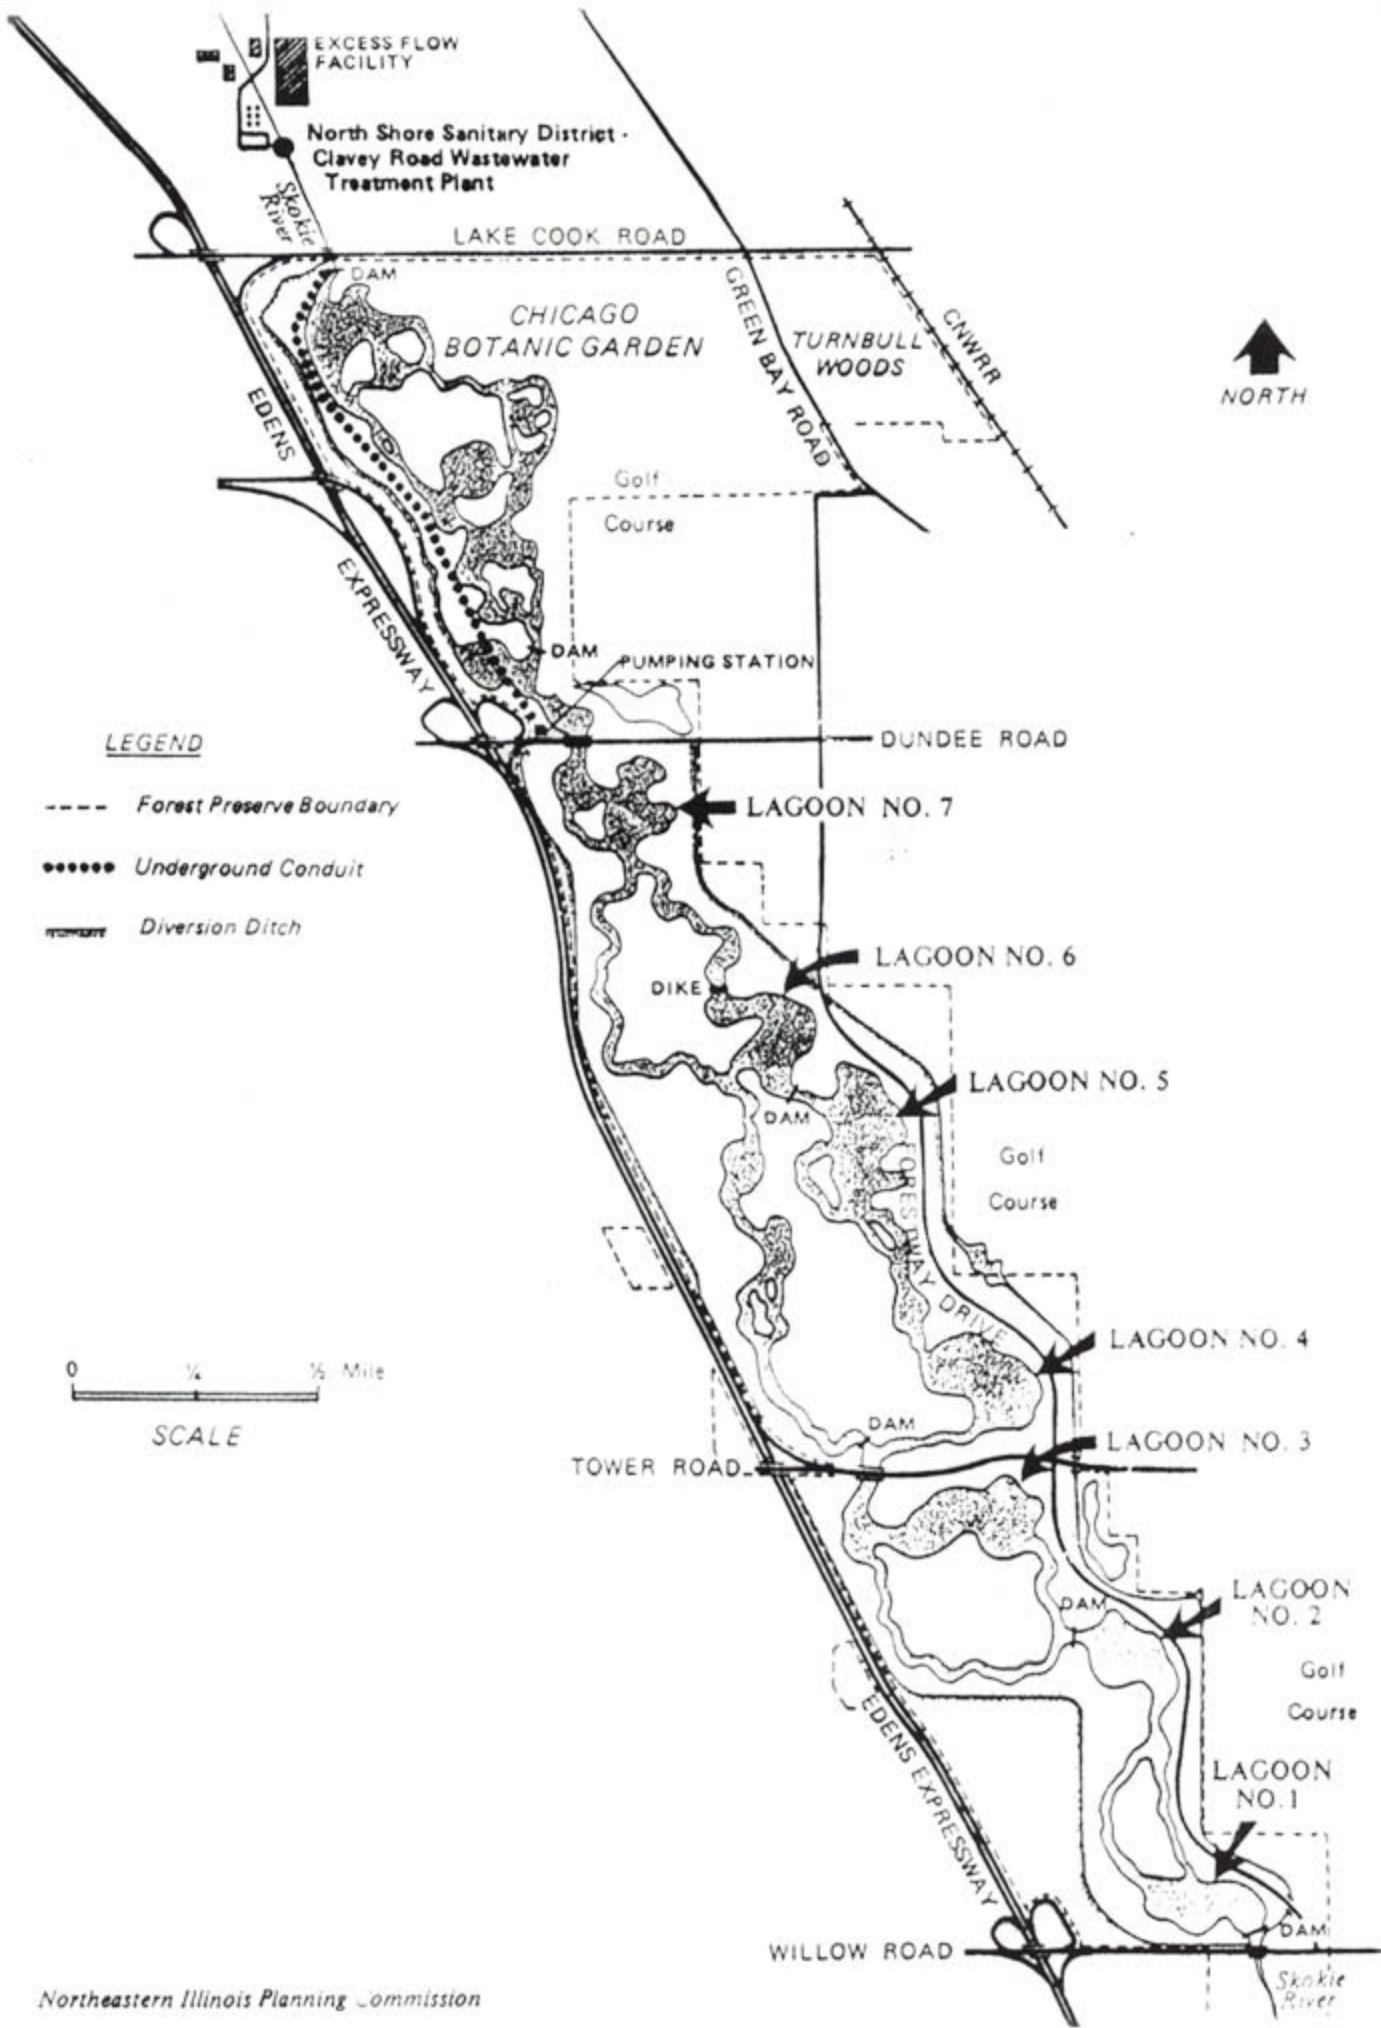 EXCESS FLOW
FACILITY
North Shore Sanitary District -
Clavey Road Wastewater
Treatment Plant
Skokie
River
LAKE COOK ROAD
DAM
CHICAGO
BOTANIC GARDEN
GREEN BAY ROAD
TURNBULL
WOODS
CNWRR
NORTH
EDENS
EXPRESSWAY
Golf
Course
DAM
PUMPING STATION
DUNDEE ROAD
LEGEND
Forest Preserve Boundary
Underground Conduit
Diversion Ditch
LAGOON NO. 7
LAGOON NO. 6
DIKE
LAGOON NO. 5
DAM
Golf
Course
FORESTWAY DRIVE
LAGOON NO. 4
0 ¼ ½ Mile
SCALE
DAM
LAGOON NO. 3
TOWER ROAD
LAGOON
NO. 2
DAM
Golf
Course
EDENS EXPRESSWAY
LAGOON
NO. 1
DAM
WILLOW ROAD
Skokie
River
Northeastern Illinois Planning Commission